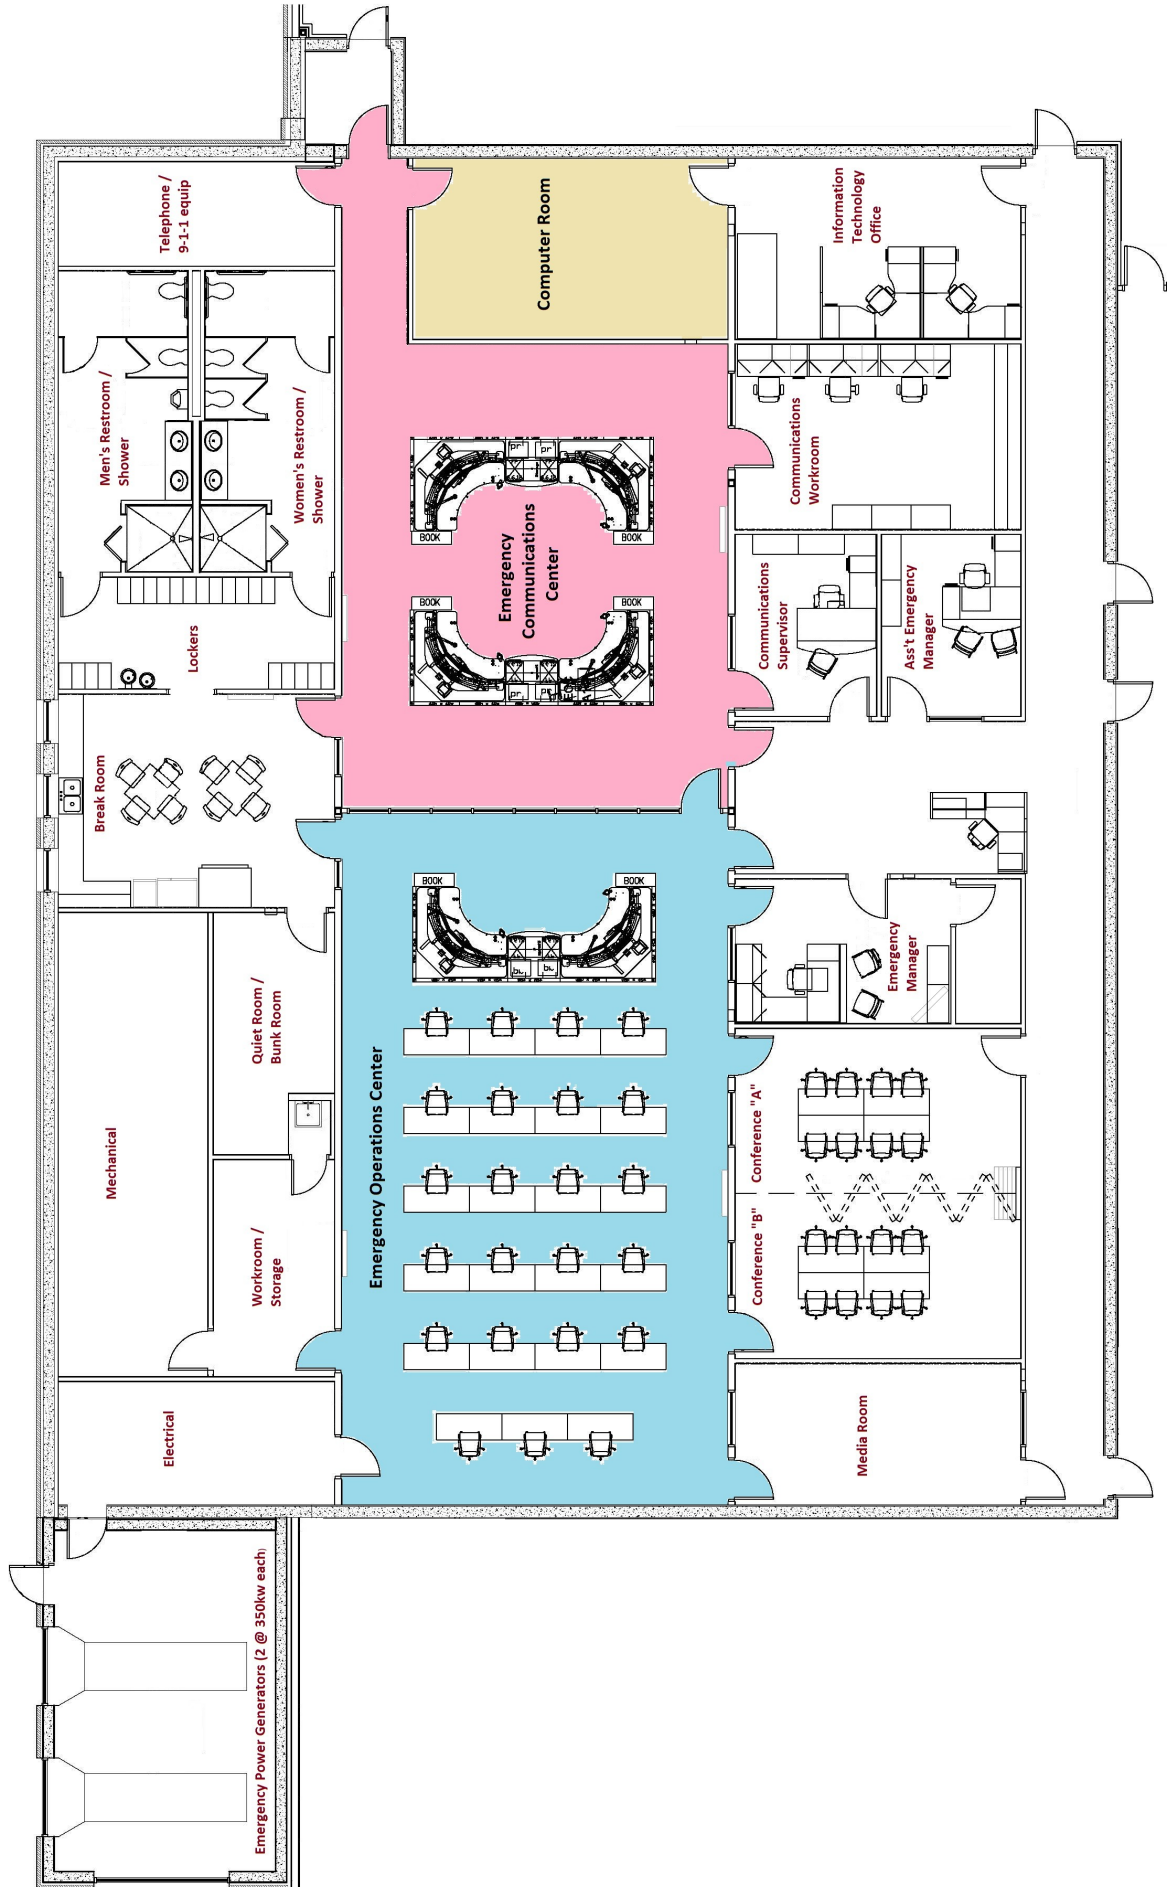 Telephone /
9-1-1 equip
Men's Restroom /
Shower
Women's Restroom /
Shower
Lockers
Break Room
Mechanical
Quiet Room /
Bunk Room
Workroom /
Storage
Electrical
Emergency Power Generators (2 @ 350kw each)
Computer Room
Emergency
Communications
Center
BOOK
BOOK
BOOK
BOOK
BOOK
BOOK
Emergency Operations Center
Information
Technology
Office
Communications
Workroom
Communications
Supervisor
Ass't Emergency
Manager
Emergency
Manager
Conference "A"
Conference "B"
Media Room